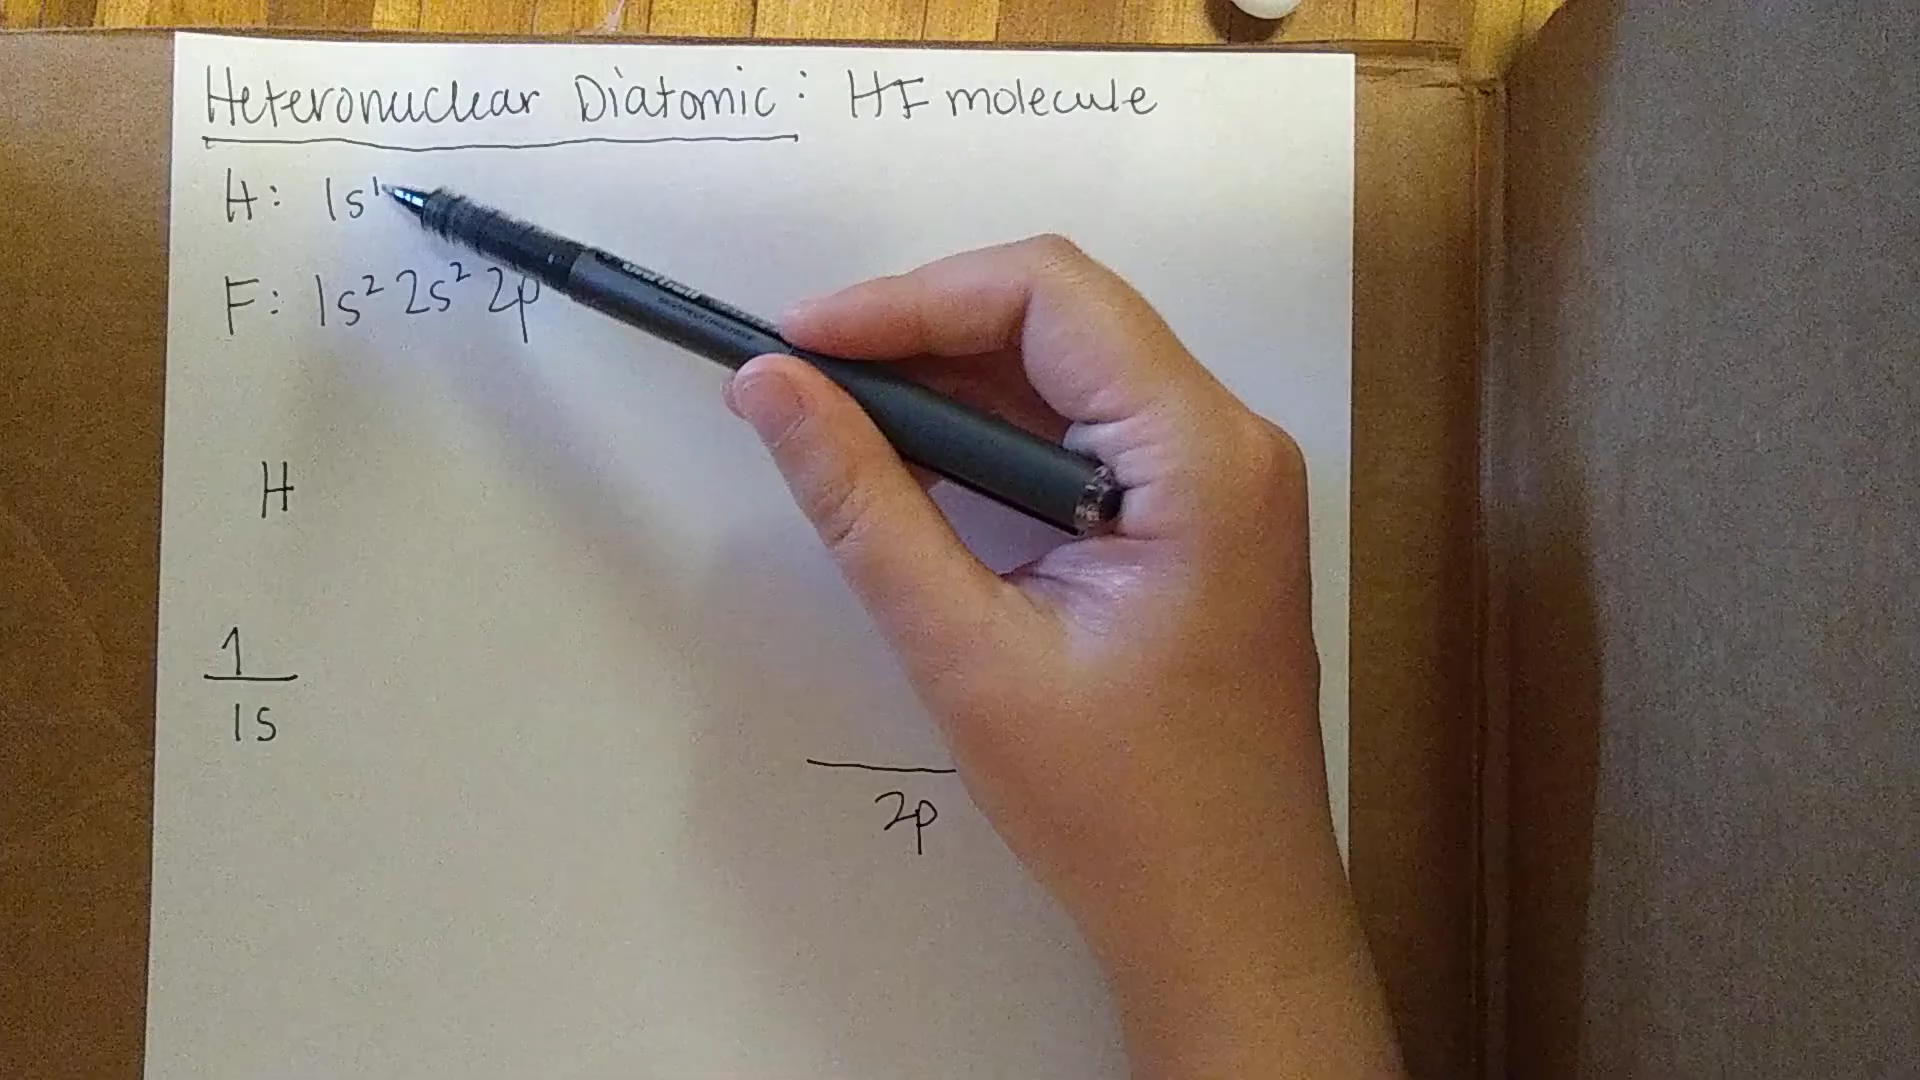 Heteronuclear Diatomic: HF molecule
H: 1s¹
F: 1s² 2s² 2p
H
1
1s
2p